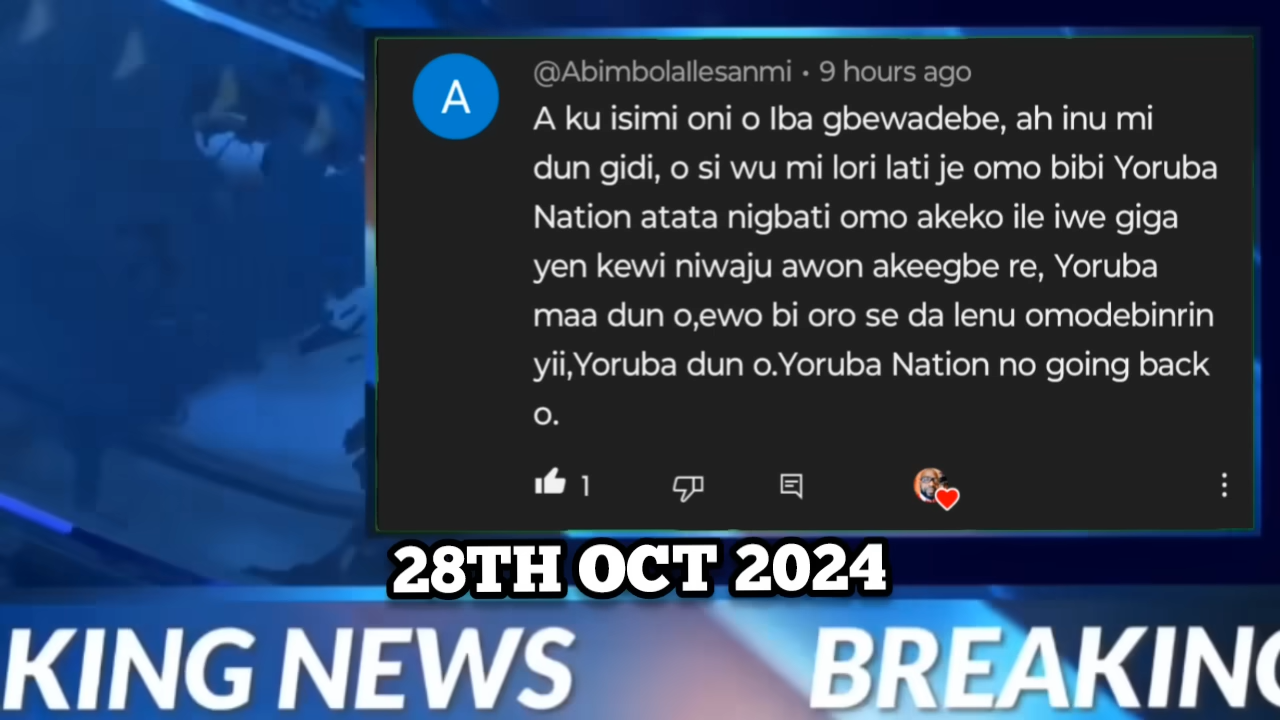 A
@AbimbolaIlesanmi • 9 hours ago
A ku isimi oni o Iba gbewadebe, ah inu mi
dun gidi, o si wu mi lori lati je omo bibi Yoruba
Nation atata nigbati omo akeko ile iwe giga
yen kewi niwaju awon akeegbe re, Yoruba
maa dun o,ewo bi oro se da lenu omodebinrin
yii,Yoruba dun o.Yoruba Nation no going back
o.
1
28TH OCT 2024
KING NEWS BREAKING